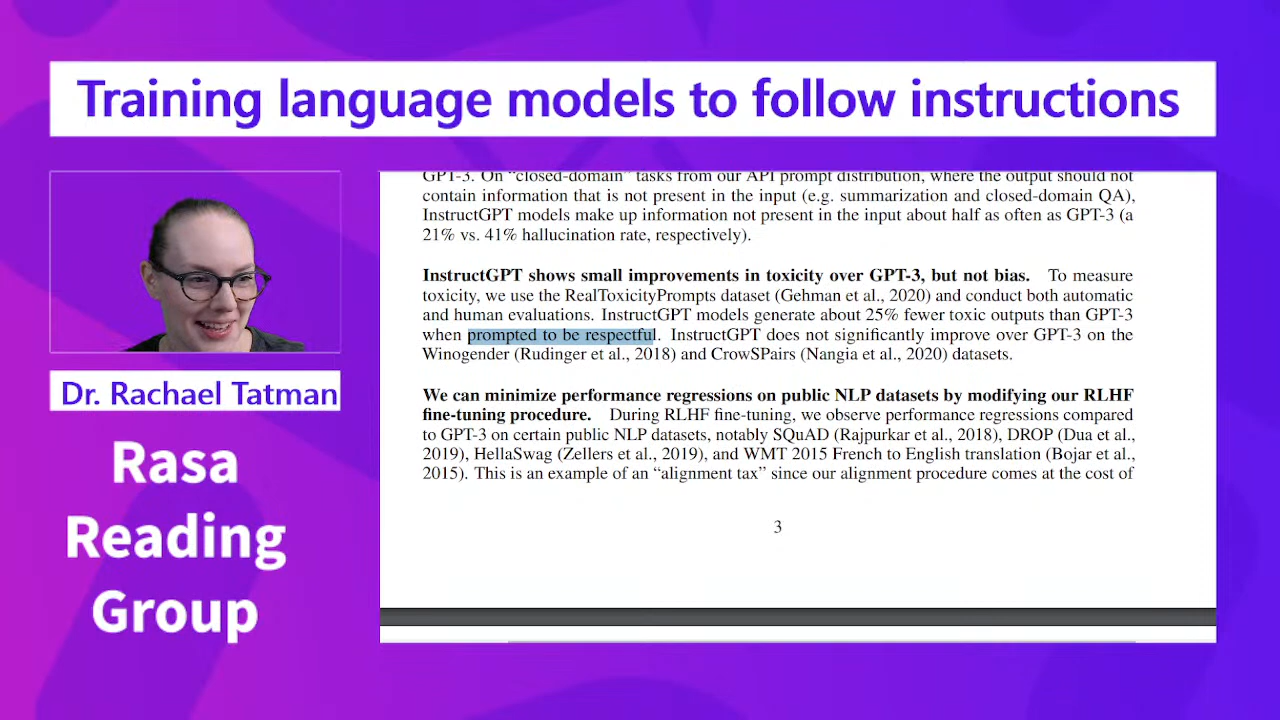 Training language models to follow instructions
GPT-3. On “closed-domain” tasks from our API prompt distribution, where the output should not
contain information that is not present in the input (e.g. summarization and closed-domain QA),
InstructGPT models make up information not present in the input about half as often as GPT-3 (a
21% vs. 41% hallucination rate, respectively).
InstructGPT shows small improvements in toxicity over GPT-3, but not bias. To measure
toxicity, we use the RealToxicityPrompts dataset (Gehman et al., 2020) and conduct both automatic
and human evaluations. InstructGPT models generate about 25% fewer toxic outputs than GPT-3
when prompted to be respectful. InstructGPT does not significantly improve over GPT-3 on the
Winogender (Rudinger et al., 2018) and CrowSPairs (Nangia et al., 2020) datasets.
We can minimize performance regressions on public NLP datasets by modifying our RLHF
fine-tuning procedure. During RLHF fine-tuning, we observe performance regressions compared
to GPT-3 on certain public NLP datasets, notably SQuAD (Rajpurkar et al., 2018), DROP (Dua et al.,
2019), HellaSwag (Zellers et al., 2019), and WMT 2015 French to English translation (Bojar et al.,
2015). This is an example of an “alignment tax” since our alignment procedure comes at the cost of
3
Dr. Rachael Tatman
Rasa
Reading
Group